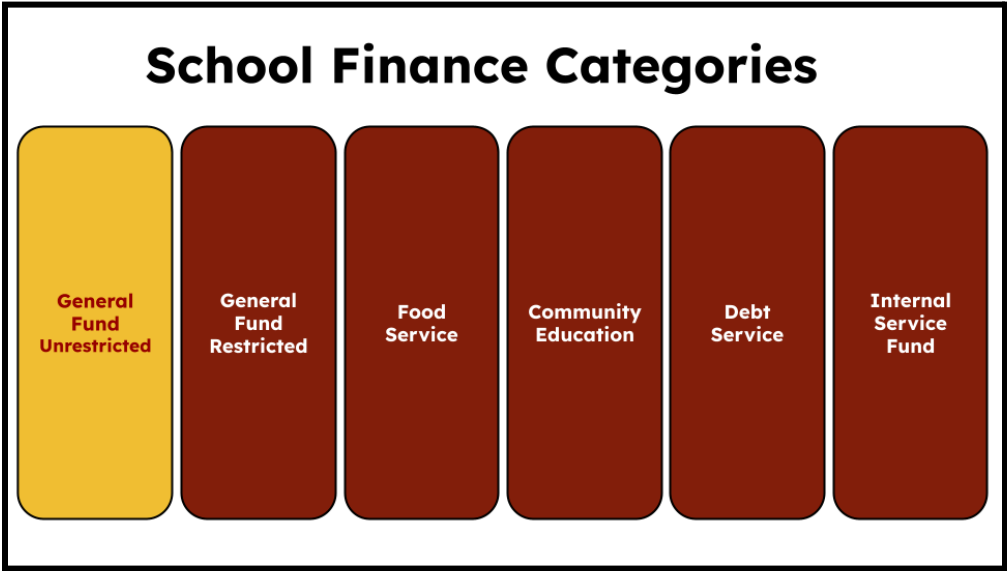 School Finance Categories
General
Fund
Unrestricted
General
Fund
Restricted
Food
Service
Community
Education
Debt
Service
Internal
Service
Fund